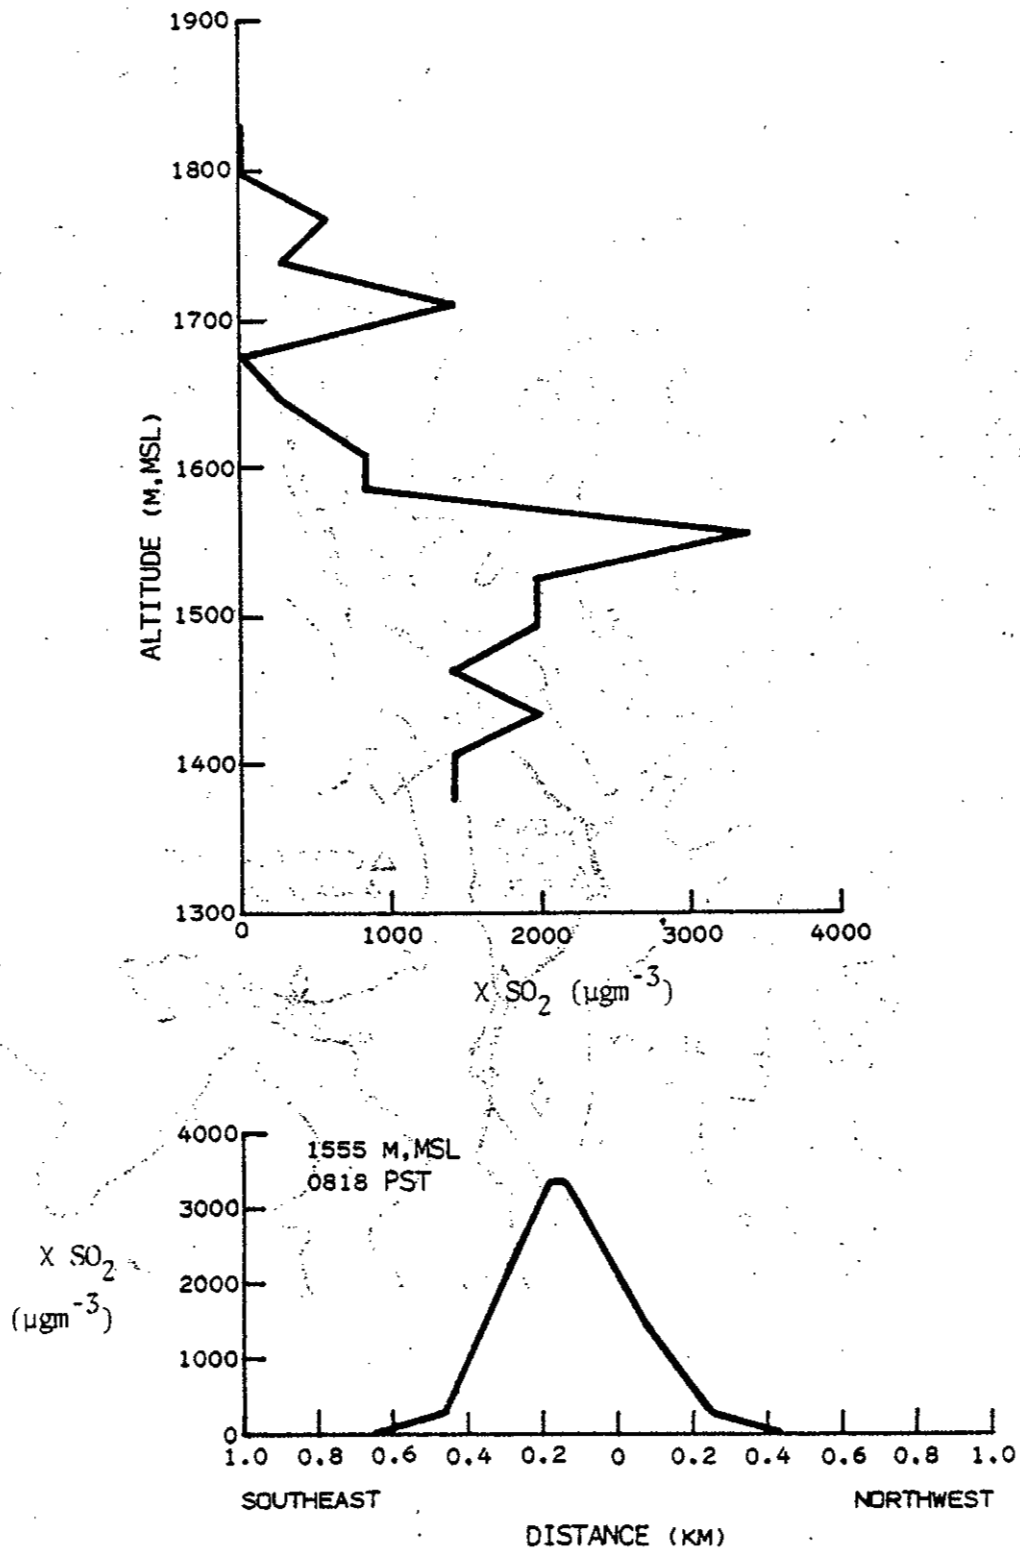 1900
1800
1700
1600
1500
1400
1300
ALTITUDE (M,MSL)
0 1000 2000 3000 4000
X SO2 (µgm-3)
4000
3000
2000
1000
0
1555 M,MSL
0818 PST
X SO2
(µgm-3)
1.0 0.8 0.6 0.4 0.2 0 0.2 0.4 0.6 0.8 1.0
SOUTHEAST NORTHWEST
DISTANCE (KM)